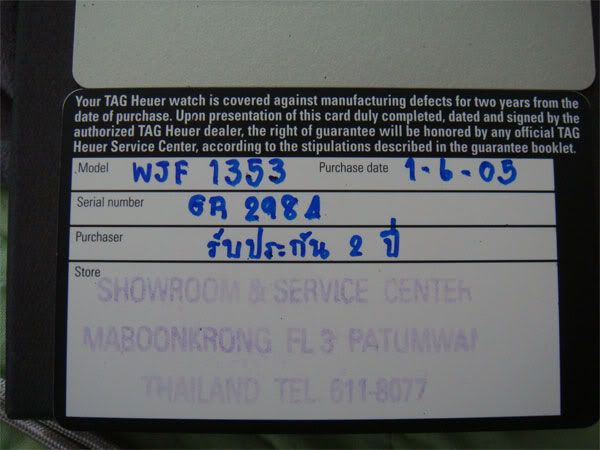 Your TAG Heuer watch is covered against manufacturing defects for two years from the
date of purchase. Upon presentation of this card duly completed, dated and signed by the
authorized TAG Heuer dealer, the right of guarantee will be honored by any official TAG
Heuer Service Center, according to the stipulations described in the guarantee booklet.
Model WJF 1353 Purchase date 1-6-05
Serial number GR 2981
Purchaser รับประกัน 2 ปี
Store
SHOWROOM & SERVICE CENTER
MABOONKRONG FL 3 PATUMWAN
THAILAND TEL. 611-8077